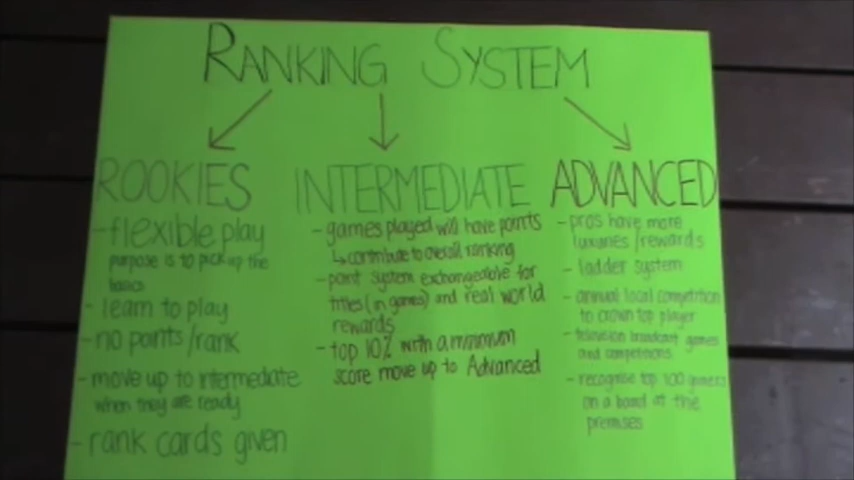 RANKING SYSTEM
ROOKIES
- flexible play
purpose is to pick up the
basics
- learn to play
- no points/rank
- move up to intermediate
when they are ready
- rank cards given
INTERMEDIATE
- games played will have points
↳ contribute to overall ranking
- point system exchangeable for
titles (in games) and real world
rewards
- top 10% with a minimum
score move up to Advanced
ADVANCED
- pros have more
luxuries/rewards
- ladder system
- annual local competition
to crown top player
- television broadcast games
and competitions
- recognise top 100 gamers
on a board at the
premises